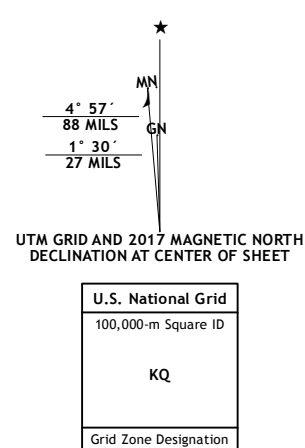 ★
MN
4° 57´
88 MILS
GN
1° 30´
27 MILS
UTM GRID AND 2017 MAGNETIC NORTH
DECLINATION AT CENTER OF SHEET
U.S. National Grid
100,000-m Square ID
KQ
Grid Zone Designation